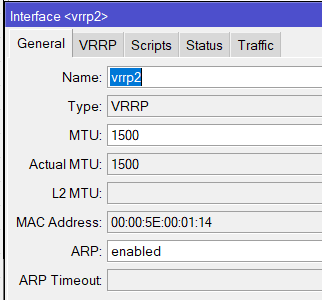 Interface <vrrp2>
General VRRP Scripts Status Traffic
Name: vrrp2
Type: VRRP
MTU: 1500
Actual MTU: 1500
L2 MTU:
MAC Address: 00:00:5E:00:01:14
ARP: enabled
ARP Timeout: